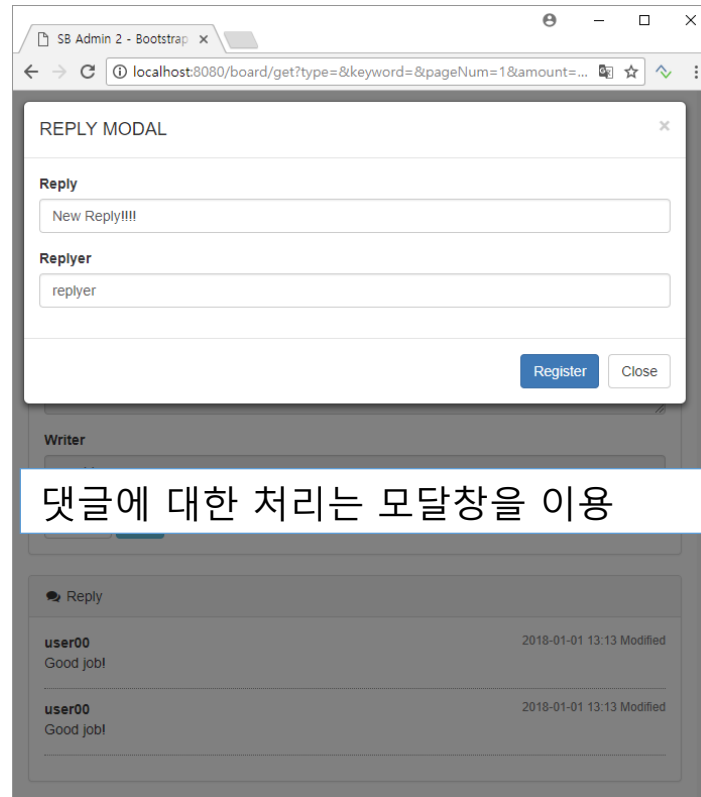 SB Admin 2 - Bootstrap
localhost:8080/board/get?type=&keyword=&pageNum=1&amount=...
REPLY MODAL
Reply
New Reply!!!!
Replyer
replyer
Register Close
Writer
댓글에 대한 처리는 모달창을 이용
Reply
user00 2018-01-01 13:13 Modified
Good job!
user00 2018-01-01 13:13 Modified
Good job!